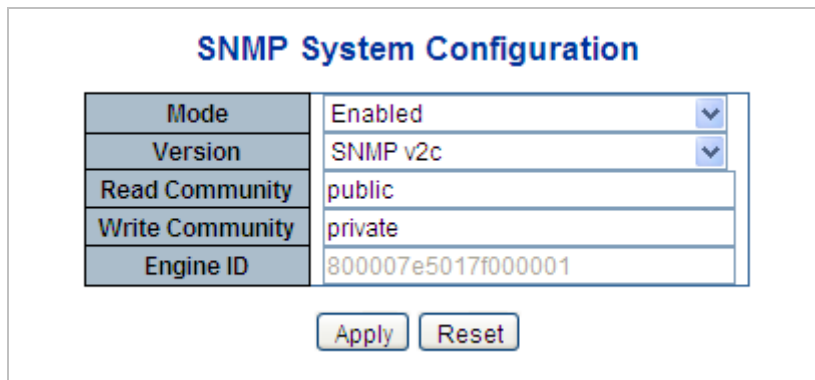 SNMP System Configuration
Mode Enabled
Version SNMP v2c
Read Community public
Write Community private
Engine ID 800007e5017f000001
Apply Reset